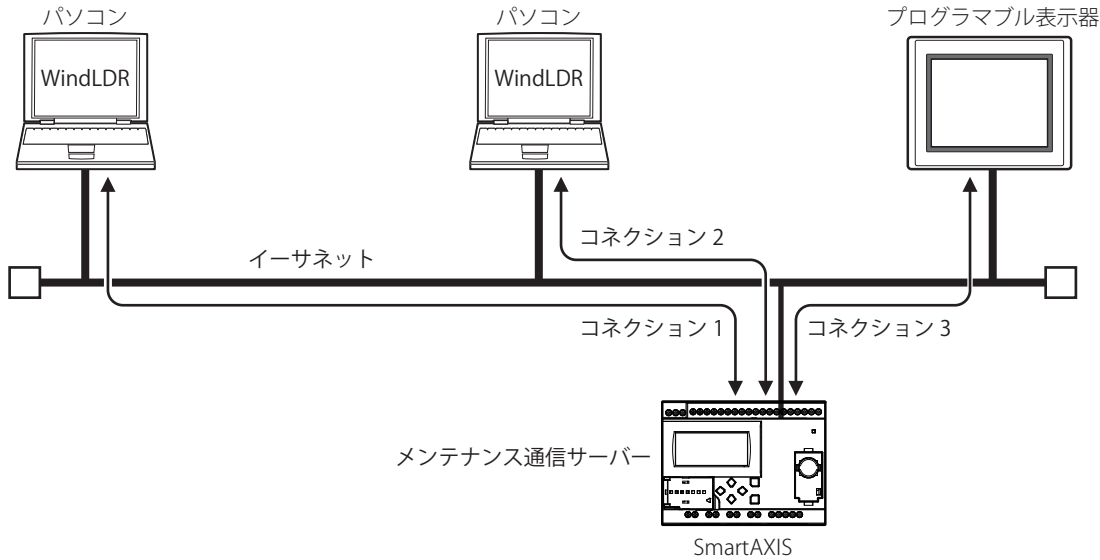 パソコン
パソコン
プログラマブル表示器
WindLDR
WindLDR
コネクション 2
イーサネット
コネクション 1
コネクション 3
メンテナンス通信サーバー
SmartAXIS